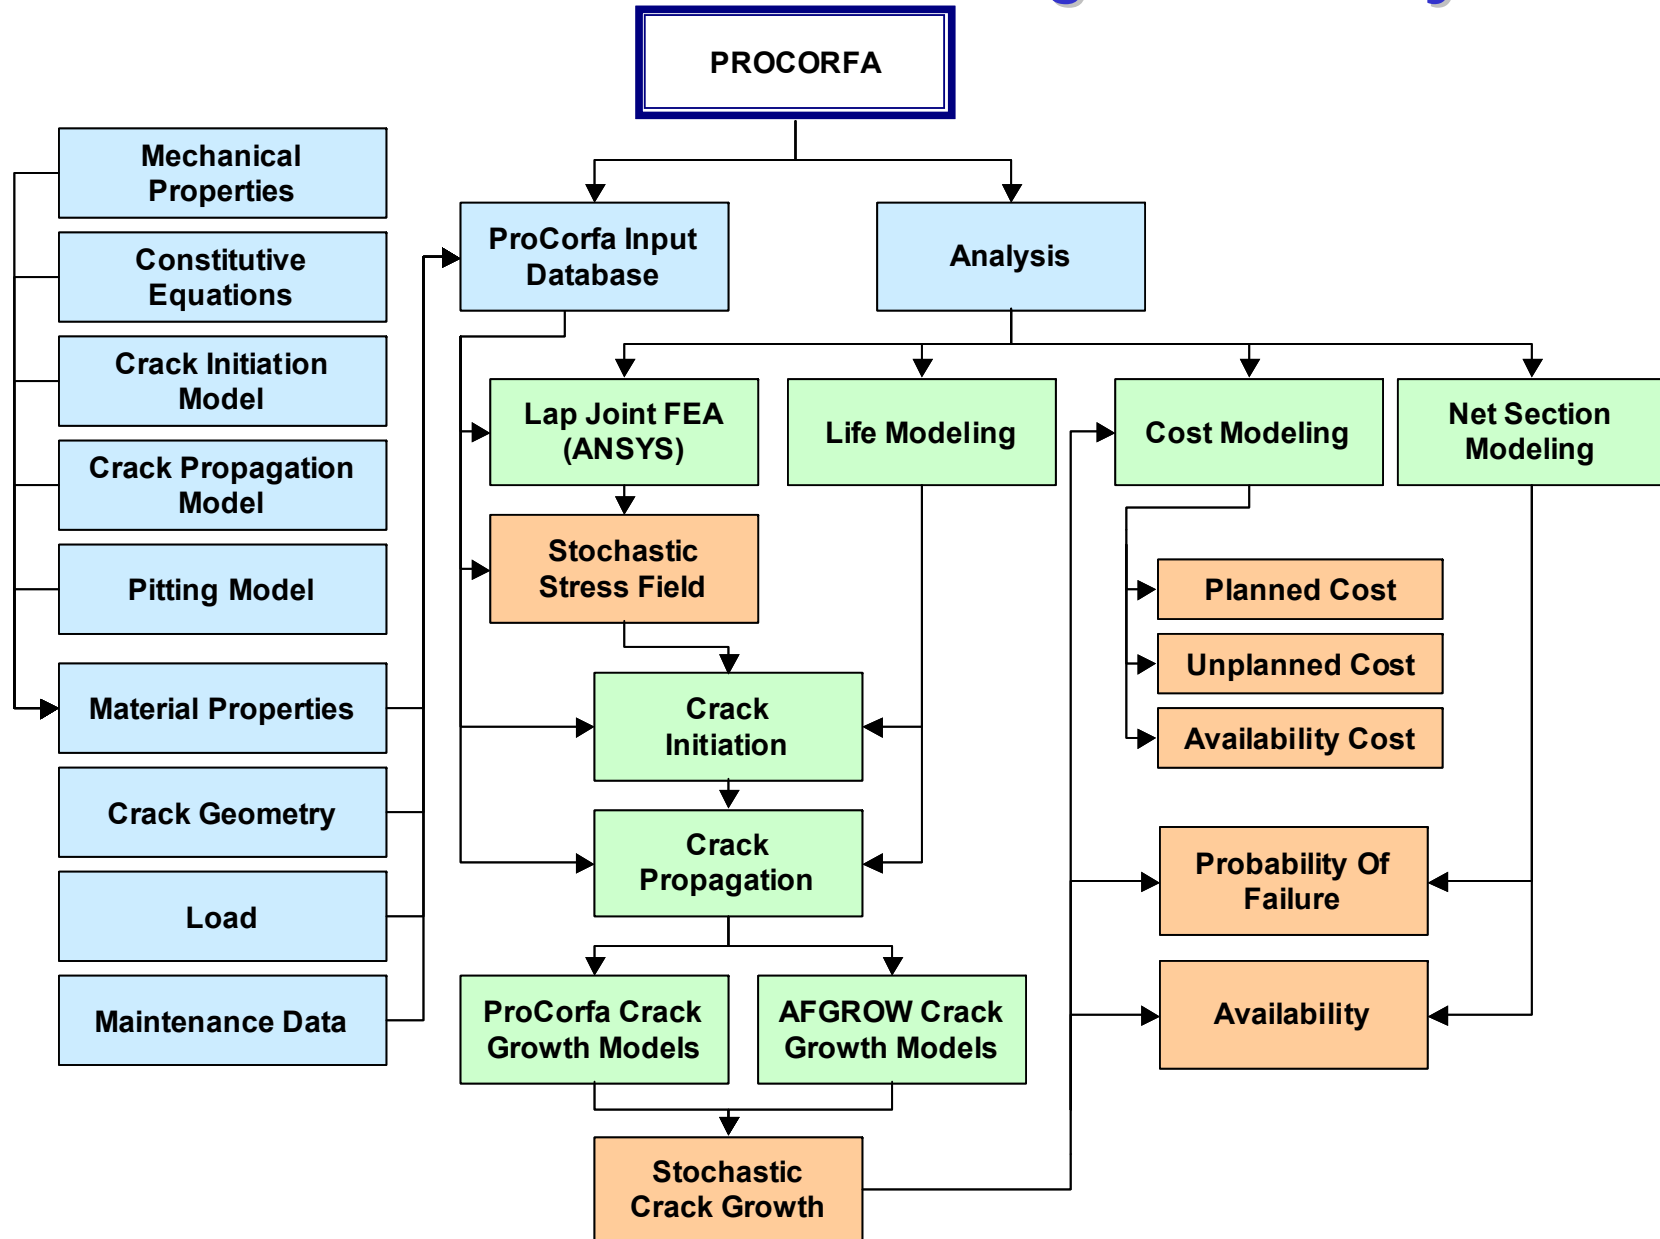 PROCORFA
Mechanical
Properties
Constitutive
Equations
Crack Initiation
Model
Crack Propagation
Model
Pitting Model
Material Properties
Crack Geometry
Load
Maintenance Data
ProCorfa Input
Database
Analysis
Lap Joint FEA
(ANSYS)
Life Modeling
Cost Modeling
Net Section
Modeling
Stochastic
Stress Field
Planned Cost
Unplanned Cost
Availability Cost
Crack
Initiation
Crack
Propagation
Probability Of
Failure
Availability
ProCorfa Crack
Growth Models
AFGROW Crack
Growth Models
Stochastic
Crack Growth